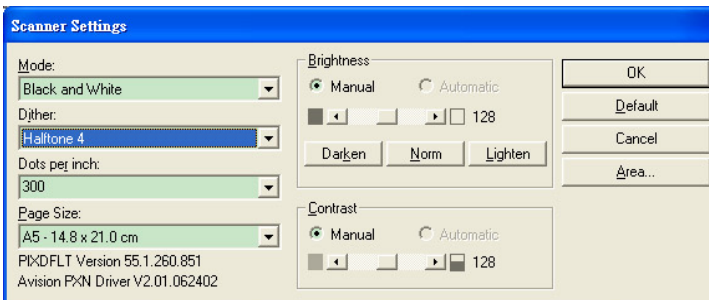 Scanner Settings
Mode:
Black and White
Dither:
Halftone 4
Dots per inch:
300
Page Size:
A5 - 14.8 x 21.0 cm
PIXDFLT Version 55.1.260.851
Avision PXN Driver V2.01.062402
Brightness
Manual Automatic
128
Darken Norm Lighten
Contrast
Manual Automatic
128
OK
Default
Cancel
Area...